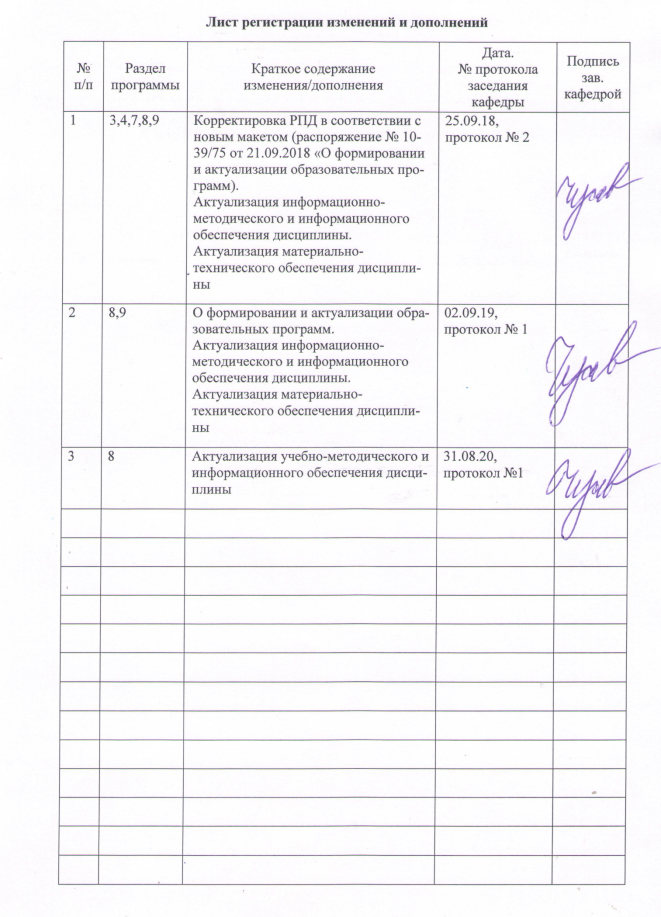 Лист регистрации изменений и дополнений
№
п/п
Раздел
программы
Краткое содержание
изменения/дополнения
Дата.
№ протокола
заседания
кафедры
Подпись
зав.
кафедрой
1
3,4,7,8,9
Корректировка РПД в соответствии с
новым макетом (распоряжение № 10-
39/75 от 21.09.2018 «О формировании
и актуализации образовательных про-
грамм).
Актуализация информационно-
методического и информационного
обеспечения дисциплины.
Актуализация материально-
технического обеспечения дисципли-
ны
25.09.18,
протокол № 2
2
8,9
О формировании и актуализации обра-
зовательных программ.
Актуализация информационно-
методического и информационного
обеспечения дисциплины.
Актуализация материально-
технического обеспечения дисципли-
ны
02.09.19,
протокол № 1
3
8
Актуализация учебно-методического и
информационного обеспечения дисци-
плины
31.08.20,
протокол №1